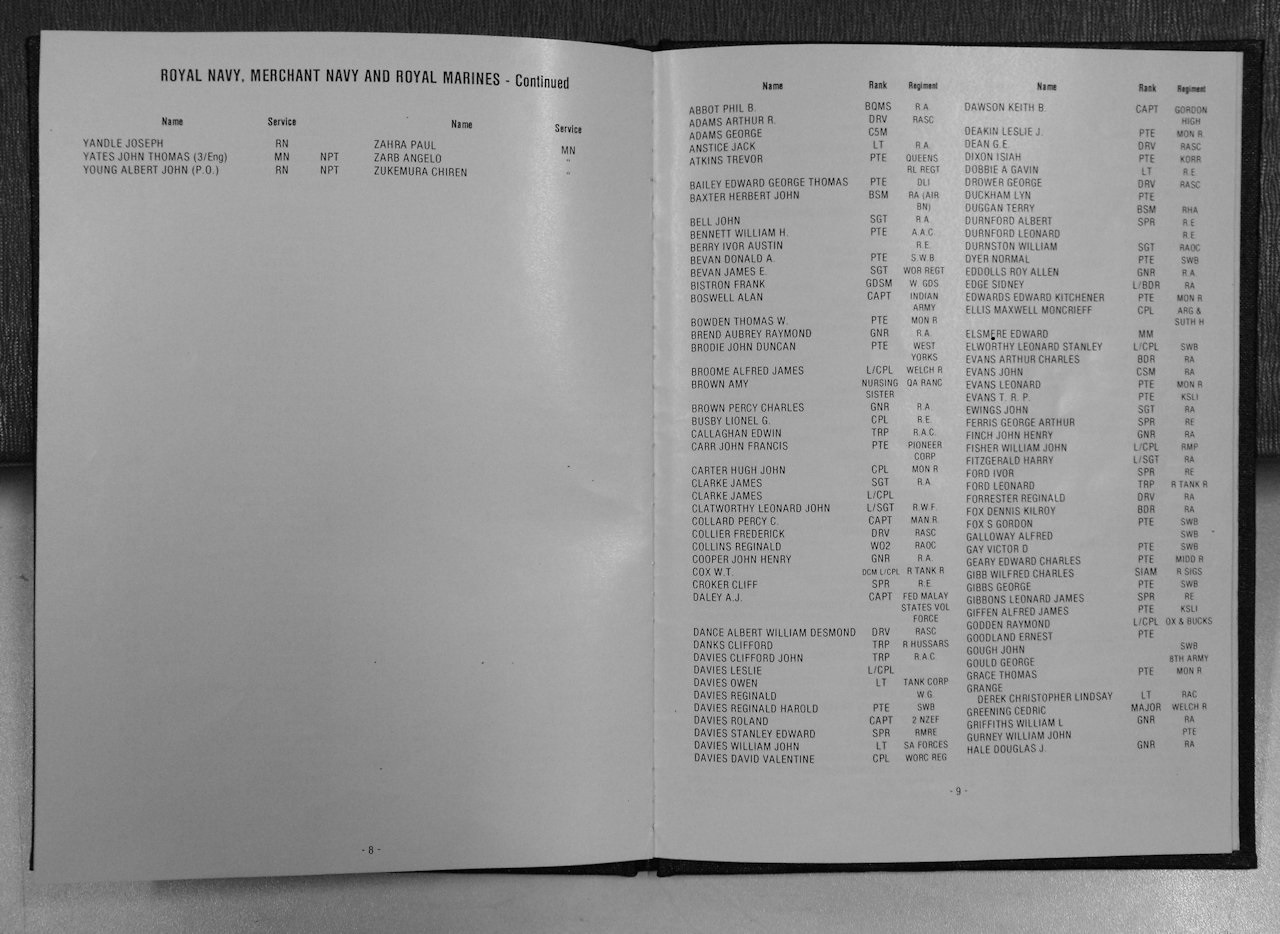 ROYAL NAVY, MERCHANT NAVY AND ROYAL MARINES - Continued
Name Service Name Service
YANDLE JOSEPH RN ZAHRA PAUL MN
YATES JOHN THOMAS (3/Eng) MN NPT ZARB ANGELO "
YOUNG ALBERT JOHN (P.O.) RN NPT ZUKEMURA CHIREN "
- 8 -
Name Rank Regiment
ABBOT PHIL B. BQMS R.A.
ADAMS ARTHUR R. DRV RASC
ADAMS GEORGE CSM
ANSTICE JACK LT R.A.
ATKINS TREVOR PTE QUEENS
RL REGT
BAILEY EDWARD GEORGE THOMAS PTE DLI
BAXTER HERBERT JOHN BSM RA (AIR
BN)
BELL JOHN SGT R.A.
BENNETT WILLIAM H. PTE A.A.C.
BERRY IVOR AUSTIN R.E.
BEVAN DONALD A. PTE S.W.B.
BEVAN JAMES E. SGT WOR REGT
BISTRON FRANK GDSM W. GDS
BOSWELL ALAN CAPT INDIAN
ARMY
BOWDEN THOMAS W. PTE MON R
BREND AUBREY RAYMOND GNR R.A.
BRODIE JOHN DUNCAN PTE WEST
YORKS
BROOME ALFRED JAMES L/CPL WELCH R
BROWN AMY NURSING QA RANC
SISTER
BROWN PERCY CHARLES GNR R.A.
BUSBY LIONEL G. CPL R.E.
CALLAGHAN EDWIN TRP R.A.C.
CARR JOHN FRANCIS PTE PIONEER
CORP
CARTER HUGH JOHN CPL MON R
CLARKE JAMES SGT R.A.
CLARKE JAMES L/CPL
CLATWORTHY LEONARD JOHN L/SGT R.W.F.
COLLARD PERCY C. CAPT MAN R.
COLLIER FREDERICK DRV RASC
COLLINS REGINALD WO2 RAOC
COOPER JOHN HENRY GNR R.A.
COX W.T. DCM L/CPL R TANK R
CROKER CLIFF SPR R.E.
DALEY A.J. CAPT FED MALAY
STATES VOL
FORCE
DANCE ALBERT WILLIAM DESMOND DRV RASC
DANKS CLIFFORD TRP R HUSSARS
DAVIES CLIFFORD JOHN TRP R.A.C.
DAVIES LESLIE L/CPL
DAVIES OWEN LT TANK CORP
DAVIES REGINALD W.G.
DAVIES REGINALD HAROLD PTE SWB
DAVIES ROLAND CAPT 2 NZEF
DAVIES STANLEY EDWARD SPR RMRE
DAVIES WILLIAM JOHN LT SA FORCES
DAVIES DAVID VALENTINE CPL WORC REG
Name Rank Regiment
DAWSON KEITH B. CAPT GORDON
HIGH
DEAKIN LESLIE J. PTE MON R
DEAN G.E. DRV RASC
DIXON ISIAH PTE KORR
DOBBIE A GAVIN LT R.E.
DROWER GEORGE DRV RASC
DUCKHAM LYN PTE
DUGGAN TERRY BSM RHA
DURNFORD ALBERT SPR R.E.
DURNFORD LEONARD R.E.
DURNSTON WILLIAM SGT RAOC
DYER NORMAL PTE SWB
EDDOLLS ROY ALLEN GNR R.A.
EDGE SIDNEY L/BDR RA
EDWARDS EDWARD KITCHENER PTE MON R
ELLIS MAXWELL MONCRIEFF CPL ARG &
SUTH H
ELSMERE EDWARD MM
ELWORTHY LEONARD STANLEY L/CPL SWB
EVANS ARTHUR CHARLES BDR RA
EVANS JOHN CSM RA
EVANS LEONARD PTE MON R
EVANS T. R. P. PTE KSLI
EWINGS JOHN SGT RA
FERRIS GEORGE ARTHUR SPR RE
FINCH JOHN HENRY GNR RA
FISHER WILLIAM JOHN L/CPL RMP
FITZGERALD HARRY L/SGT RA
FORD IVOR SPR RE
FORD LEONARD TRP R TANK R
FORRESTER REGINALD DRV RA
FOX DENNIS KILROY BDR RA
FOX S GORDON PTE SWB
GALLOWAY ALFRED SWB
GAY VICTOR D PTE SWB
GEARY EDWARD CHARLES PTE MIDD R
GIBB WILFRED CHARLES SIAM R SIGS
GIBBS GEORGE PTE SWB
GIBBONS LEONARD JAMES SPR RE
GIFFEN ALFRED JAMES PTE KSLI
GODDEN RAYMOND L/CPL OX & BUCKS
GOODLAND ERNEST PTE
GOUGH JOHN SWB
GOULD GEORGE 8TH ARMY
GRACE THOMAS PTE MON R
GRANGE
DEREK CHRISTOPHER LINDSAY LT RAC
GREENING CEDRIC MAJOR WELCH R
GRIFFITHS WILLIAM L GNR RA
GURNEY WILLIAM JOHN PTE
HALE DOUGLAS J. GNR RA
- 9 -